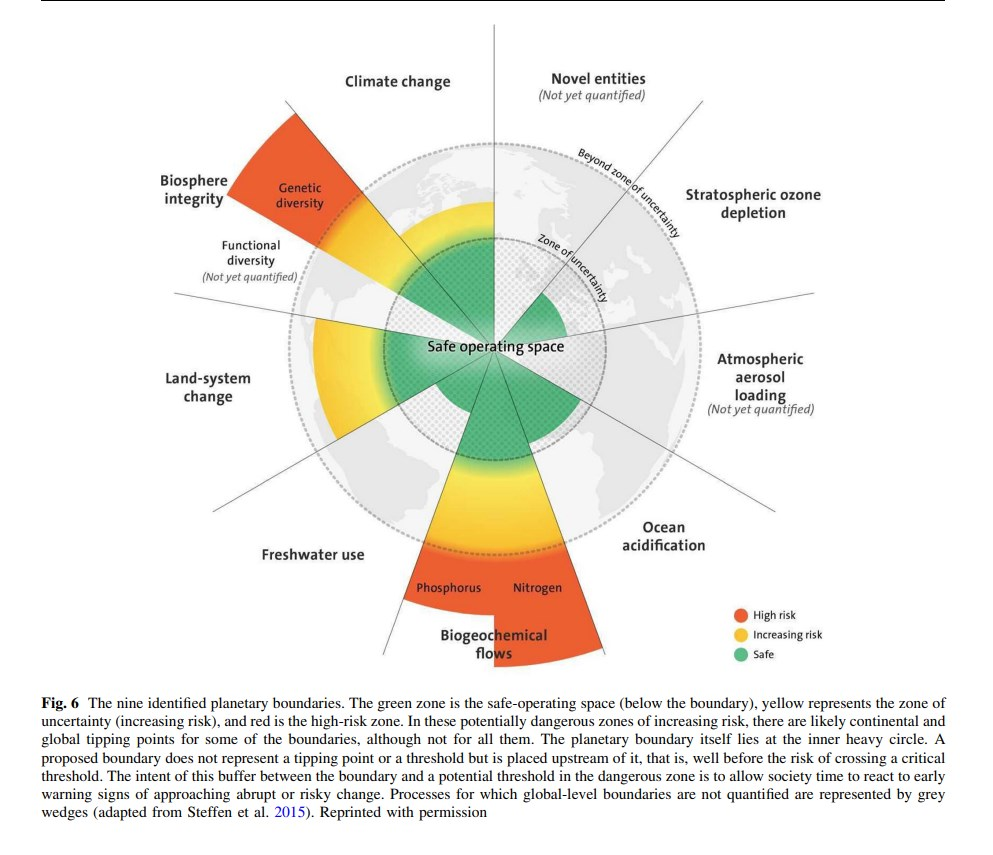 Climate change
Novel entities
(Not yet quantified)
Beyond zone of uncertainty
Biosphere
integrity
Genetic
diversity
Stratospheric ozone
depletion
Functional
diversity
(Not yet quantified)
Zone of uncertainty
Safe operating space
Land-system
change
Atmospheric
aerosol
loading
(Not yet quantified)
Freshwater use
Ocean
acidification
Phosphorus
Nitrogen
Biogeochemical
flows
High risk
Increasing risk
Safe
Fig. 6 The nine identified planetary boundaries. The green zone is the safe-operating space (below the boundary), yellow represents the zone of
uncertainty (increasing risk), and red is the high-risk zone. In these potentially dangerous zones of increasing risk, there are likely continental and
global tipping points for some of the boundaries, although not for all them. The planetary boundary itself lies at the inner heavy circle. A
proposed boundary does not represent a tipping point or a threshold but is placed upstream of it, that is, well before the risk of crossing a critical
threshold. The intent of this buffer between the boundary and a potential threshold in the dangerous zone is to allow society time to react to early
warning signs of approaching abrupt or risky change. Processes for which global-level boundaries are not quantified are represented by grey
wedges (adapted from Steffen et al. 2015). Reprinted with permission